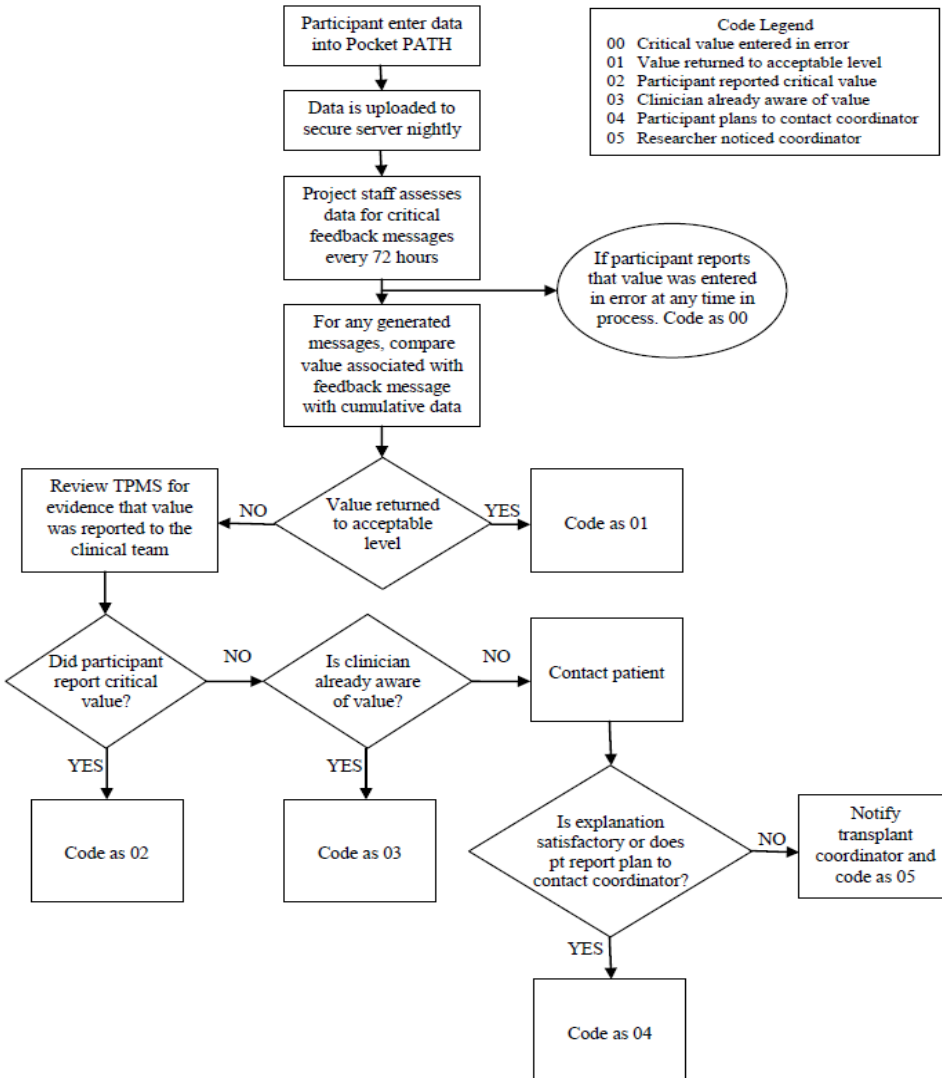 Participant enter data
into Pocket PATH
Code Legend
00 Critical value entered in error
01 Value returned to acceptable level
02 Participant reported critical value
03 Clinician already aware of value
04 Participant plans to contact coordinator
05 Researcher noticed coordinator
Data is uploaded to
secure server nightly
Project staff assesses
data for critical
feedback messages
every 72 hours
If participant reports
that value was entered
in error at any time in
process. Code as 00
For any generated
messages, compare
value associated with
feedback message
with cumulative data
Value returned
to acceptable
level
NO
YES
Review TPMS for
evidence that value
was reported to the
clinical team
Code as 01
Did participant
report critical
value?
NO
Is clinician
already aware
of value?
NO
Contact patient
YES
YES
Code as 02
Code as 03
Is explanation
satisfactory or does
pt report plan to
contact coordinator?
NO
Notify
transplant
coordinator and
code as 05
YES
Code as 04